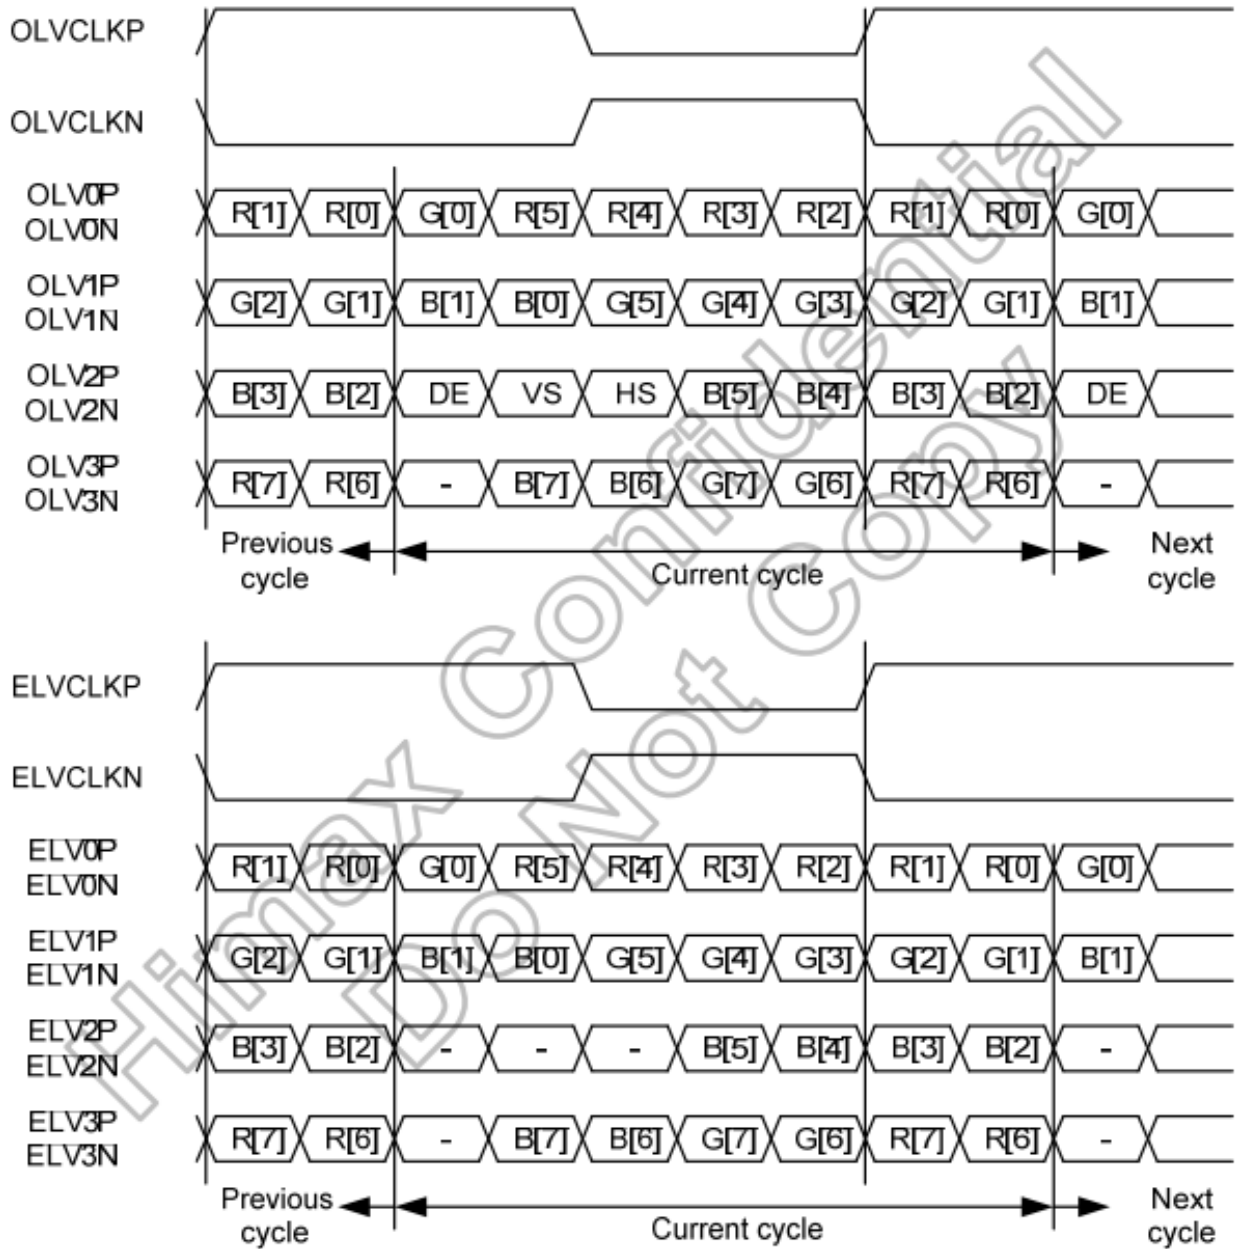 OLVCLKP
OLVCLKN
OLV0P
OLV0N
R[1] R[0] G[0] R[5] R[4] R[3] R[2] R[1] R[0] G[0]
OLV1P
OLV1N
G[2] G[1] B[1] B[0] G[5] G[4] G[3] G[2] G[1] B[1]
OLV2P
OLV2N
B[3] B[2] DE VS HS B[5] B[4] B[3] B[2] DE
OLV3P
OLV3N
R[7] R[6] - B[7] B[6] G[7] G[6] R[7] R[6] -
Previous cycle
Current cycle
Next cycle
ELVCLKP
ELVCLKN
ELV0P
ELV0N
R[1] R[0] G[0] R[5] R[4] R[3] R[2] R[1] R[0] G[0]
ELV1P
ELV1N
G[2] G[1] B[1] B[0] G[5] G[4] G[3] G[2] G[1] B[1]
ELV2P
ELV2N
B[3] B[2] - - - B[5] B[4] B[3] B[2] -
ELV3P
ELV3N
R[7] R[6] - B[7] B[6] G[7] G[6] R[7] R[6] -
Previous cycle
Current cycle
Next cycle
Himax Confidential
Do Not Copy